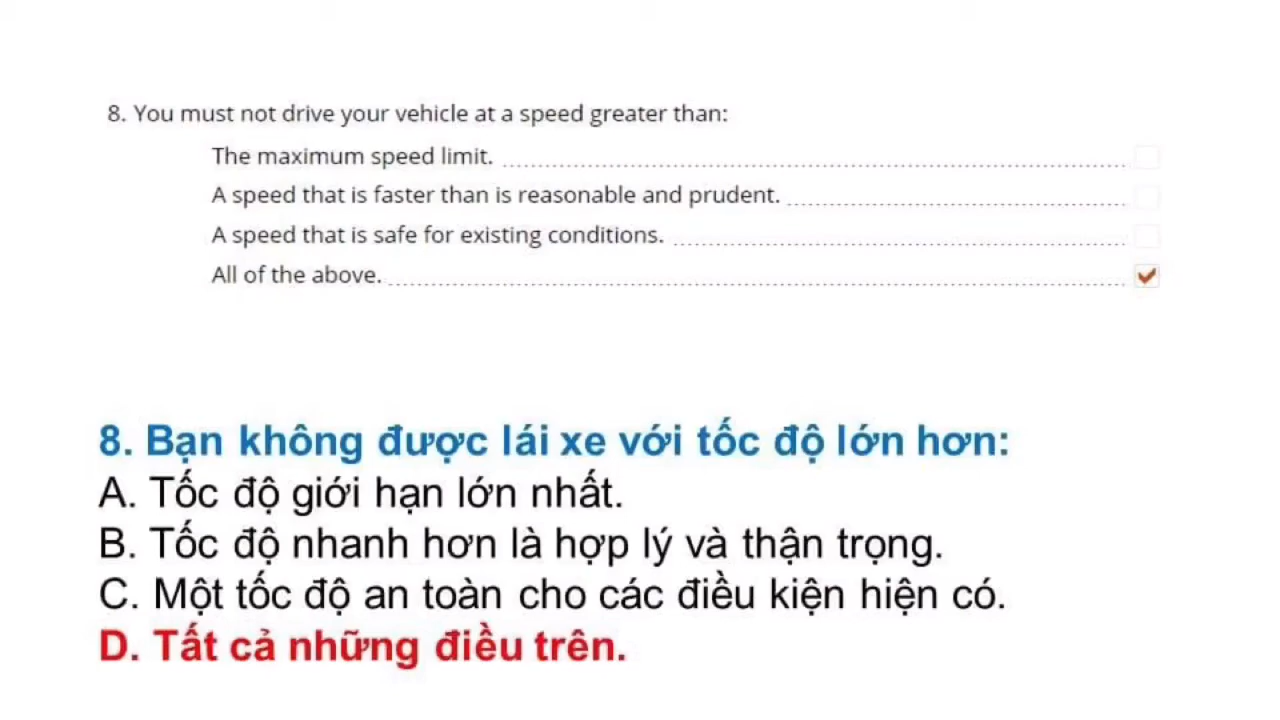 8. You must not drive your vehicle at a speed greater than:
The maximum speed limit.
A speed that is faster than is reasonable and prudent.
A speed that is safe for existing conditions.
All of the above.
8. Bạn không được lái xe với tốc độ lớn hơn:
A. Tốc độ giới hạn lớn nhất.
B. Tốc độ nhanh hơn là hợp lý và thận trọng.
C. Một tốc độ an toàn cho các điều kiện hiện có.
D. Tất cả những điều trên.